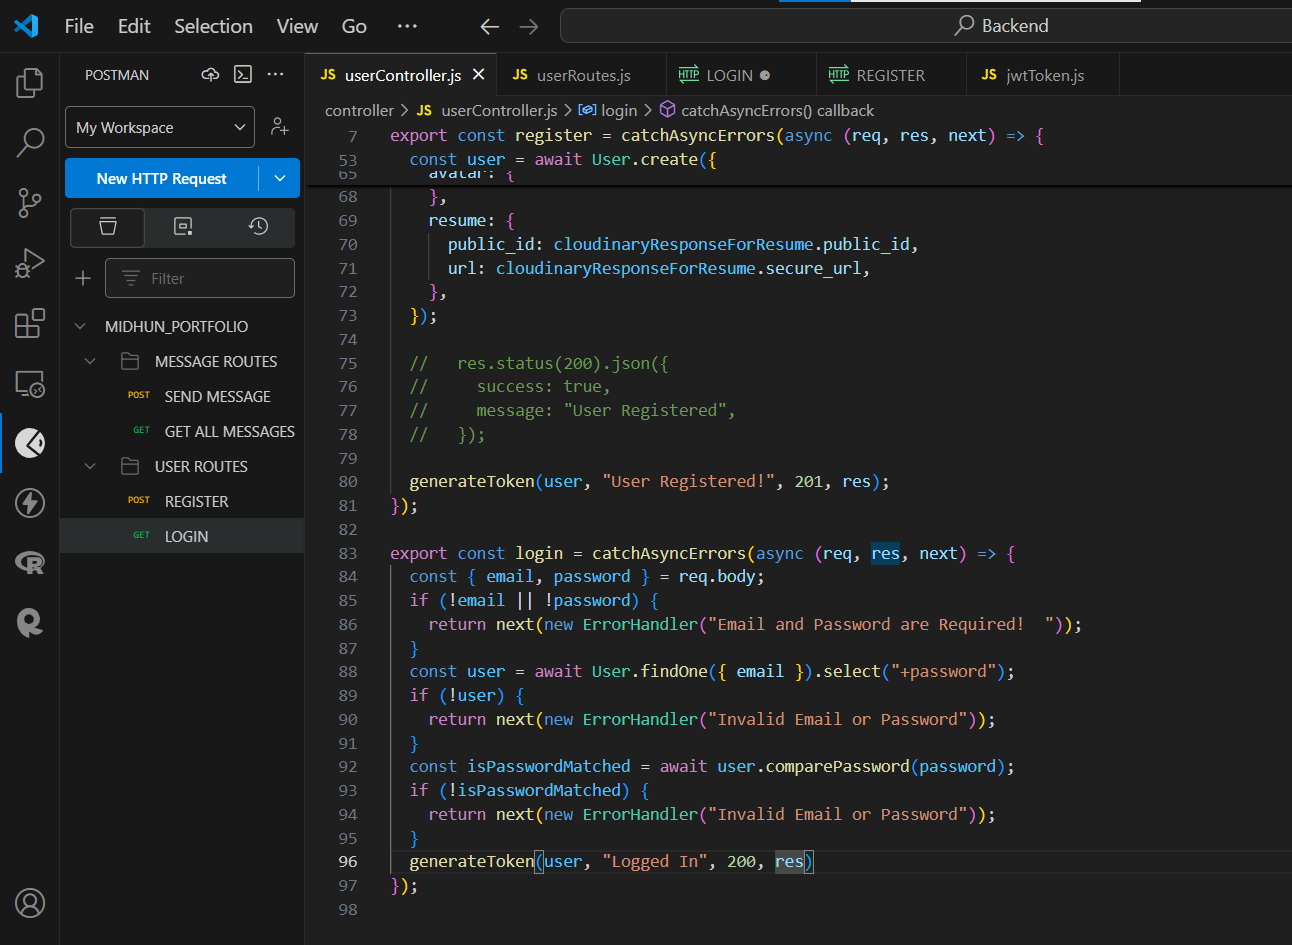 File Edit Selection View Go ··· Backend
POSTMAN
JS userController.js JS userRoutes.js HTTP LOGIN HTTP REGISTER JS jwtToken.js
controller > JS userController.js > login > catchAsyncErrors() callback
My Workspace
New HTTP Request
Filter
MIDHUN_PORTFOLIO
MESSAGE ROUTES
POST SEND MESSAGE
GET GET ALL MESSAGES
USER ROUTES
POST REGISTER
GET LOGIN
7 export const register = catchAsyncErrors(async (req, res, next) => {
53 const user = await User.create({
65 avatar: {
68 },
69 resume: {
70 public_id: cloudinaryResponseForResume.public_id,
71 url: cloudinaryResponseForResume.secure_url,
72 },
73 });
74
75 // res.status(200).json({
76 // success: true,
77 // message: "User Registered",
78 // });
79
80 generateToken(user, "User Registered!", 201, res);
81 });
82
83 export const login = catchAsyncErrors(async (req, res, next) => {
84 const { email, password } = req.body;
85 if (!email || !password) {
86 return next(new ErrorHandler("Email and Password are Required!  "));
87 }
88 const user = await User.findOne({ email }).select("+password");
89 if (!user) {
90 return next(new ErrorHandler("Invalid Email or Password"));
91 }
92 const isPasswordMatched = await user.comparePassword(password);
93 if (!isPasswordMatched) {
94 return next(new ErrorHandler("Invalid Email or Password"));
95 }
96 generateToken(user, "Logged In", 200, res)
97 });
98